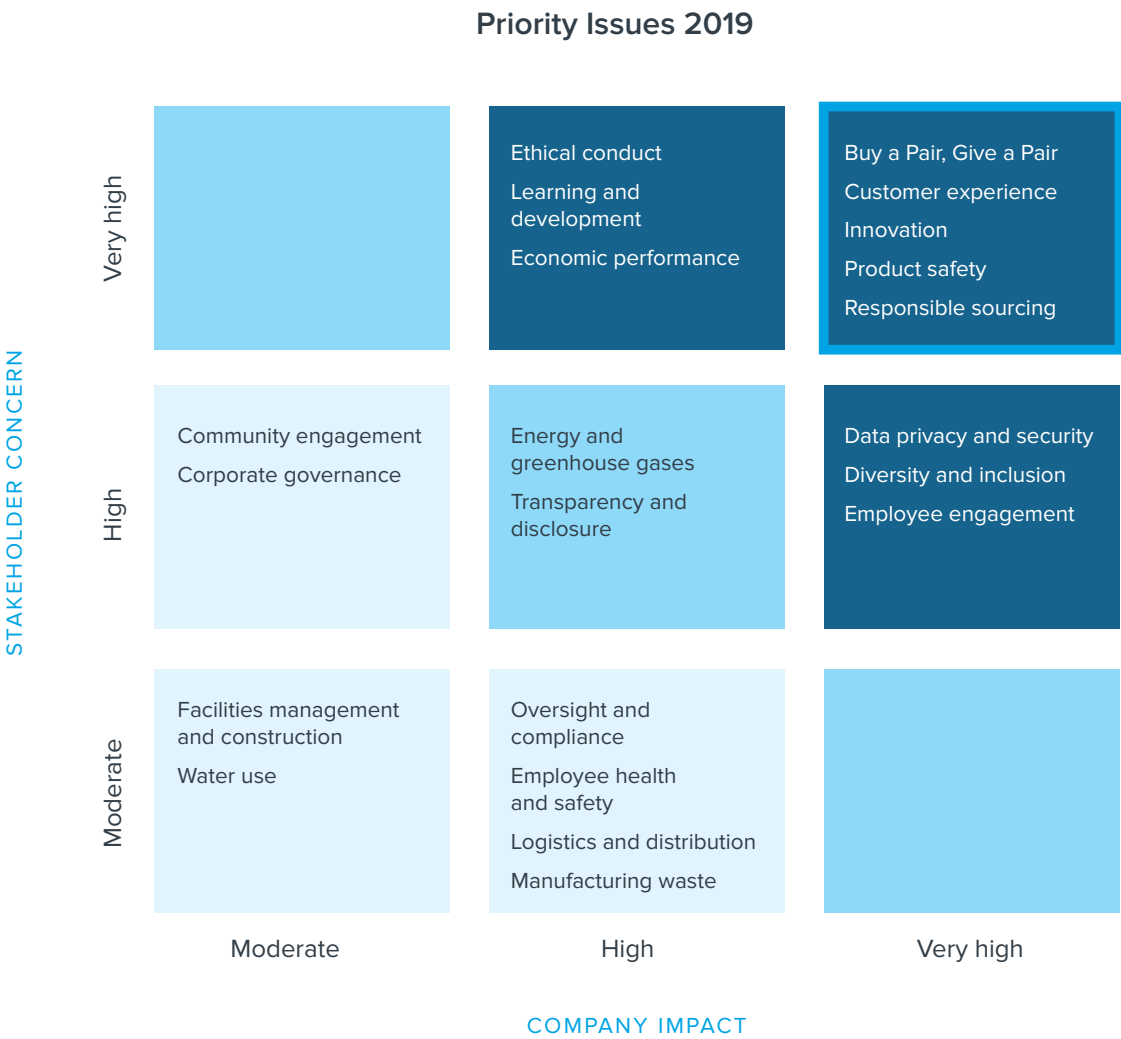 Priority Issues 2019
STAKEHOLDER CONCERN
Very high
Ethical conduct
Learning and
development
Economic performance
Buy a Pair, Give a Pair
Customer experience
Innovation
Product safety
Responsible sourcing
High
Community engagement
Corporate governance
Energy and
greenhouse gases
Transparency and
disclosure
Data privacy and security
Diversity and inclusion
Employee engagement
Moderate
Facilities management
and construction
Water use
Oversight and
compliance
Employee health
and safety
Logistics and distribution
Manufacturing waste
Moderate
High
Very high
COMPANY IMPACT